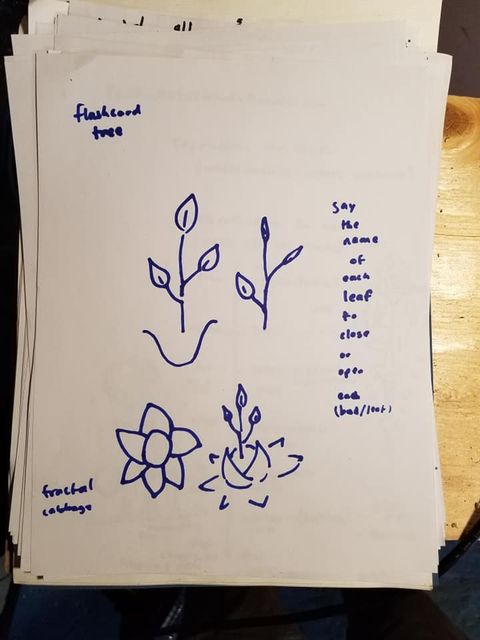 flashcard
tree
Say
the
name
of
each
leaf
to
close
or
open
each
(bud/leaf)
fractal
cabbage